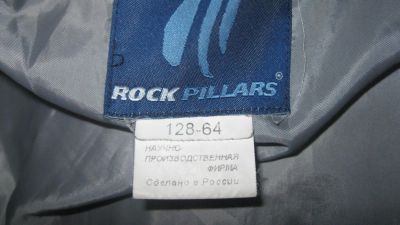 ROCK PILLARS®
128-64
НАУЧНО
ПРОИЗВОДСТВЕННАЯ
ФИРМА
Сделано в России